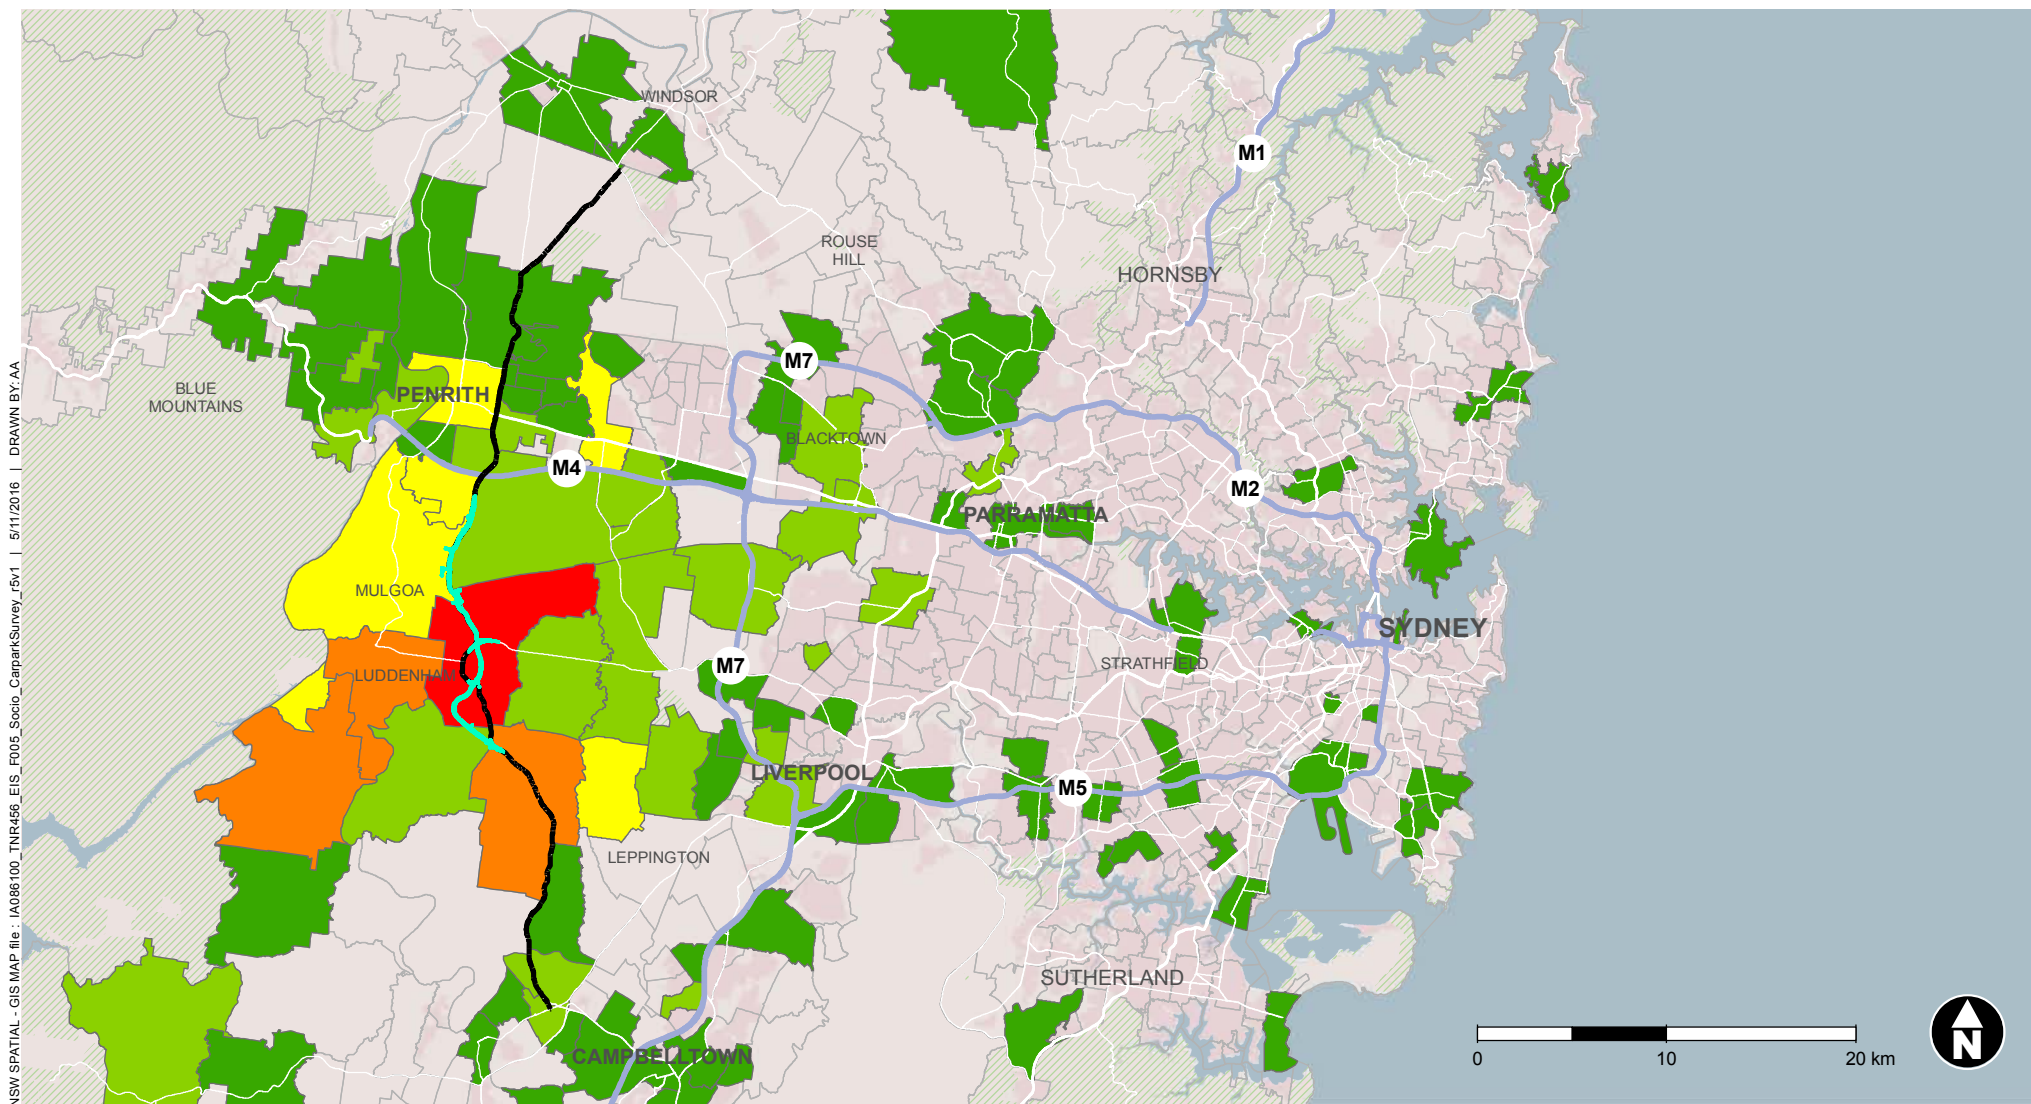 WINDSOR
M1
ROUSE
HILL
HORNSBY
M7
BLUE
MOUNTAINS
PENRITH
BLACKTOWN
M4
M2
PARRAMATTA
MULGOA
SYDNEY
M7
STRATHFIELD
LUDDENHAM
LIVERPOOL
M5
LEPPINGTON
SUTHERLAND
CAMPBELLTOWN
0 10 20 km
N
NSW SPATIAL - GIS MAP file : IA086100_TNR456_EIS_F005_Socio_CarparkSurvey_r5v1 | 5/11/2016 | DRAWN BY: AA